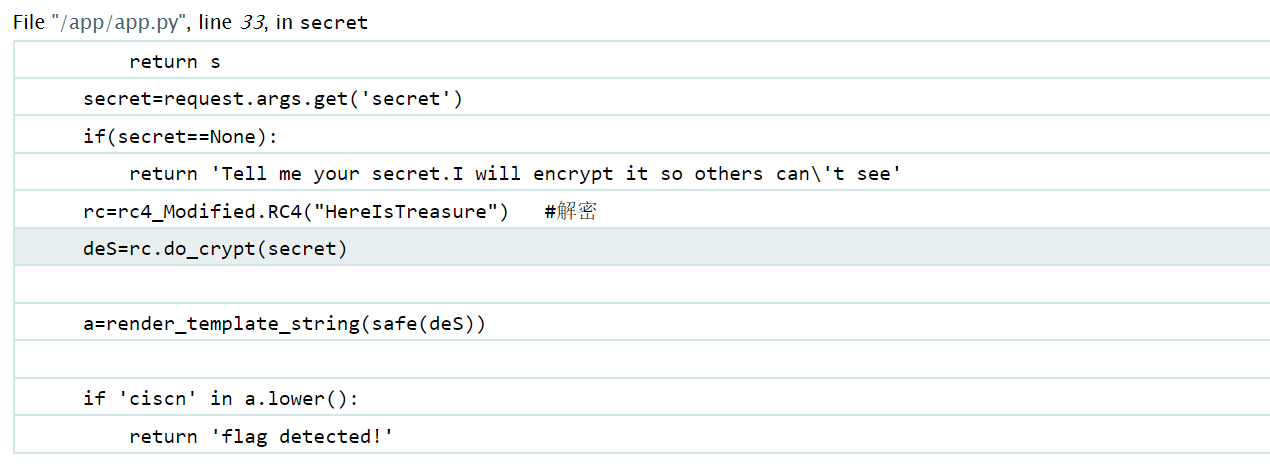 File "/app/app.py", line 33, in secret
return s
secret=request.args.get('secret')
if(secret==None):
return 'Tell me your secret.I will encrypt it so others can\'t see'
rc=rc4_Modified.RC4("HereIsTreasure")   #解密
deS=rc.do_crypt(secret)
a=render_template_string(safe(deS))
if 'ciscn' in a.lower():
return 'flag detected!'